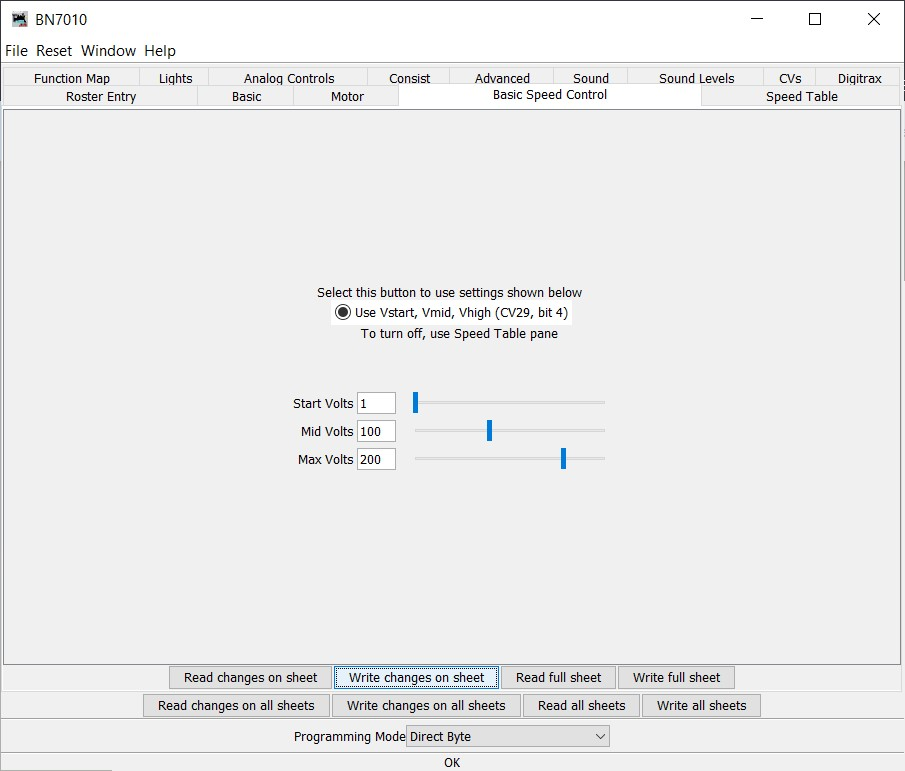 BN7010
File Reset Window Help
Function Map Lights Analog Controls Consist Advanced Sound Sound Levels CVs Digitrax
Roster Entry Basic Motor Basic Speed Control Speed Table
Select this button to use settings shown below
Use Vstart, Vmid, Vhigh (CV29, bit 4)
To turn off, use Speed Table pane
Start Volts 1
Mid Volts 100
Max Volts 200
Read changes on sheet Write changes on sheet Read full sheet Write full sheet
Read changes on all sheets Write changes on all sheets Read all sheets Write all sheets
Programming Mode Direct Byte
OK